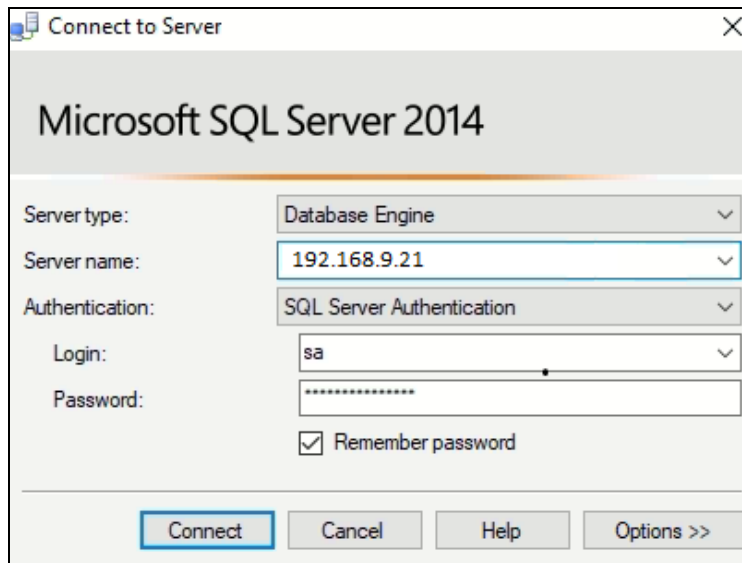 Connect to Server
Microsoft SQL Server 2014
Server type: Database Engine
Server name: 192.168.9.21
Authentication: SQL Server Authentication
Login: sa
Password: ***************
Remember password
Connect Cancel Help Options >>